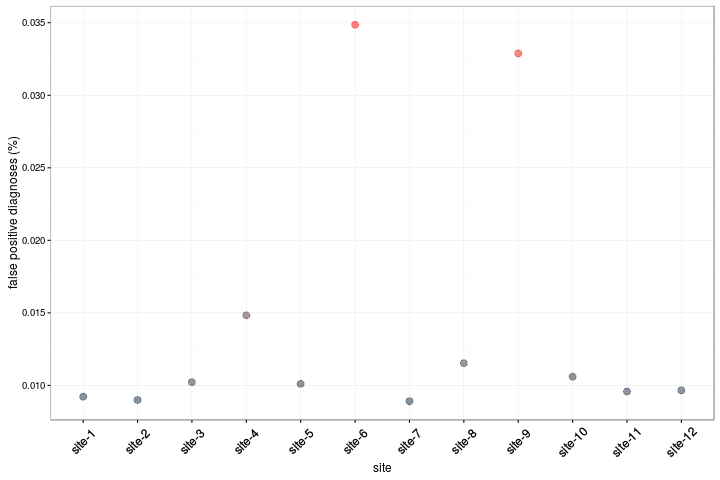 false positive diagnoses (%)
0.035
0.030
0.025
0.020
0.015
0.010
site-1 site-2 site-3 site-4 site-5 site-6 site-7 site-8 site-9 site-10 site-11 site-12
site